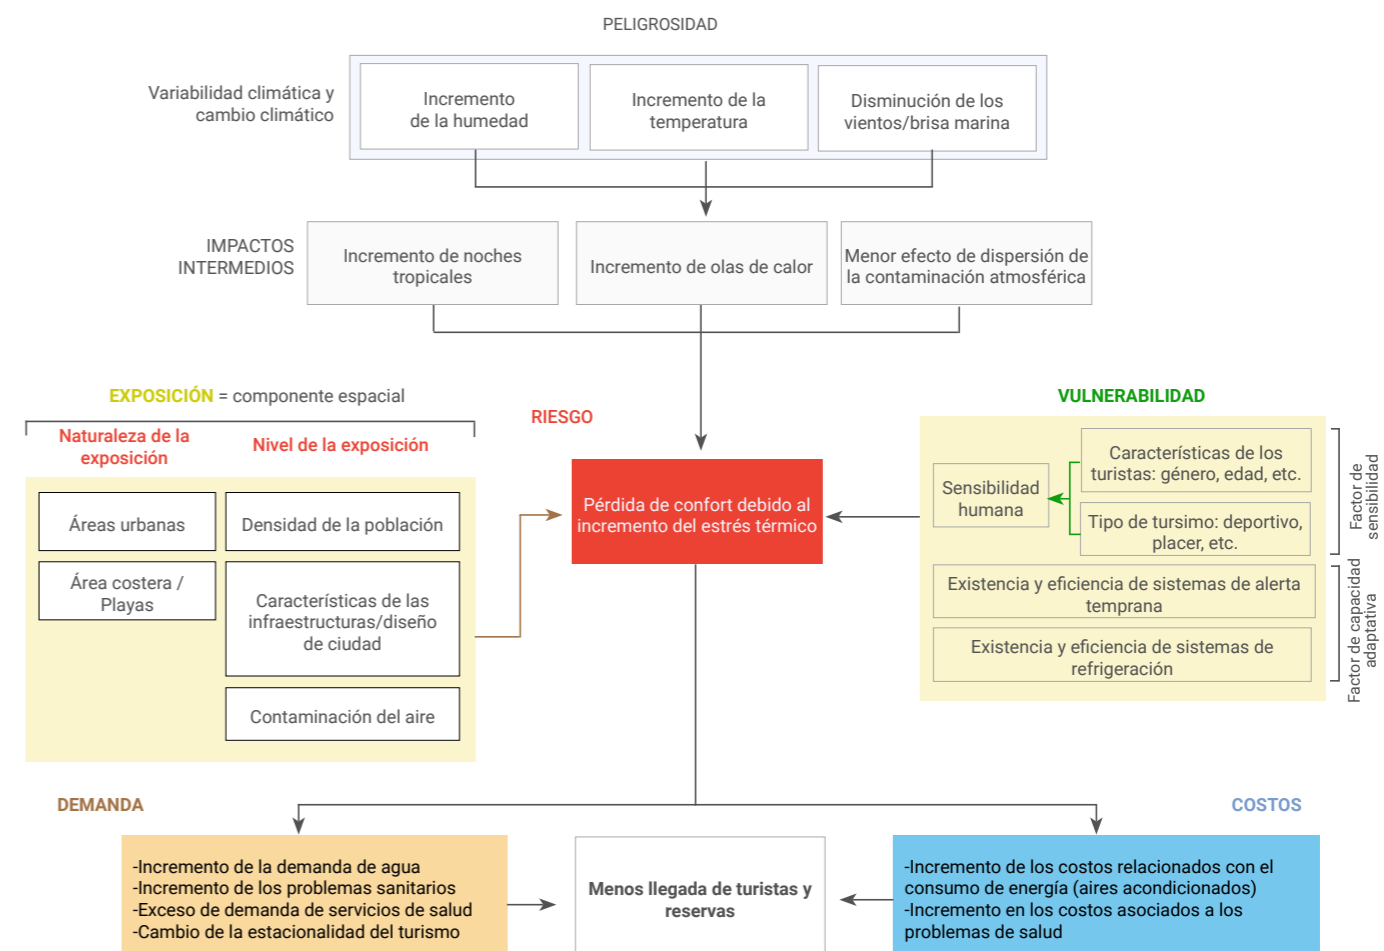 PELIGROSIDAD
Variabilidad climática y
cambio climático
Incremento
de la humedad
Incremento de la
temperatura
Disminución de los
vientos/brisa marina
IMPACTOS
INTERMEDIOS
Incremento de noches
tropicales
Incremento de olas de calor
Menor efecto de dispersión de
la contaminación atmosférica
EXPOSICIÓN = componente espacial
Naturaleza de la
exposición
Nivel de la exposición
Áreas urbanas
Densidad de la población
Área costera /
Playas
Características de las
infraestructuras/diseño
de ciudad
Contaminación del aire
RIESGO
Pérdida de confort debido al
incremento del estrés térmico
VULNERABILIDAD
Sensibilidad
humana
Características de los
turistas: género, edad, etc.
Tipo de tursimo: deportivo,
placer, etc.
Factor de
sensibilidad
Existencia y eficiencia de sistemas de alerta
temprana
Existencia y eficiencia de sistemas de
refrigeración
Factor de capacidad
adaptativa
DEMANDA
-Incremento de la demanda de agua
-Incremento de los problemas sanitarios
-Exceso de demanda de servicios de salud
-Cambio de la estacionalidad del turismo
Menos llegada de turistas y
reservas
COSTOS
-Incremento de los costos relacionados con el
consumo de energía (aires acondicionados)
-Incremento en los costos asociados a los
problemas de salud